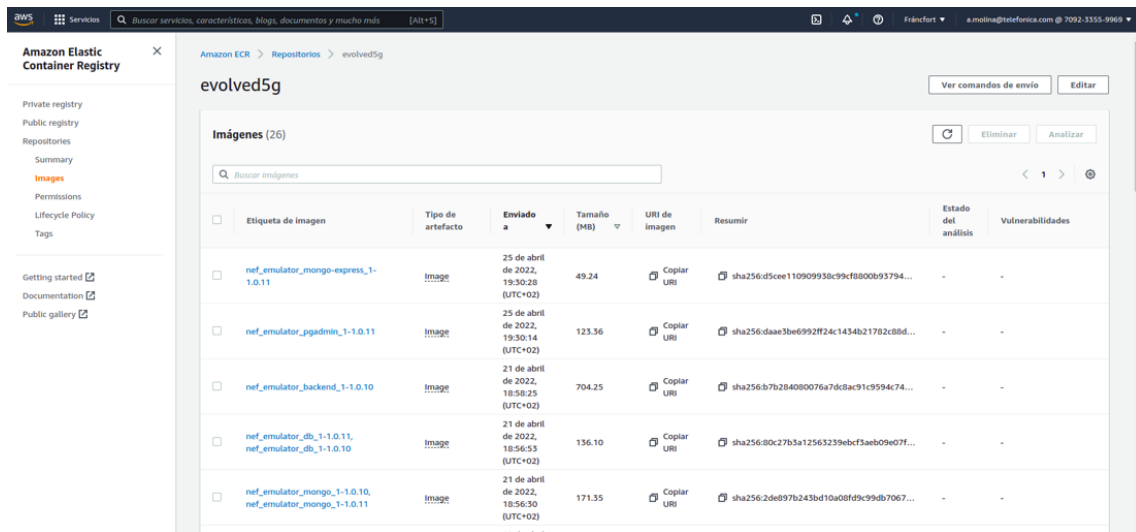 aws
Servicios
Buscar servicios, características, blogs, documentos y mucho más
[Alt+S]
Fráncfort ▼
a.molina@telefonica.com @ 7092-3355-9969 ▼
Amazon Elastic
Container Registry
Private registry
Public registry
Repositories
Summary
Images
Permissions
Lifecycle Policy
Tags
Getting started
Documentation
Public gallery
Amazon ECR > Repositorios > evolved5g
evolved5g
Ver comandos de envío
Editar
Imágenes (26)
Eliminar
Analizar
Buscar imágenes
< 1 >
Etiqueta de imagen
Tipo de
artefacto
Enviado
a ▼
Tamaño
(MB) ▽
URI de
imagen
Resumir
Estado
del
análisis
Vulnerabilidades
nef_emulator_mongo-express_1-
1.0.11
Image
25 de abril
de 2022,
19:30:28
(UTC+02)
49.24
Copiar
URI
sha256:d5cee110909938c99cf8800b93794...
-
-
nef_emulator_pgadmin_1-1.0.11
Image
25 de abril
de 2022,
19:30:14
(UTC+02)
123.36
Copiar
URI
sha256:daae3be6992ff24c1434b21782c88d...
-
-
nef_emulator_backend_1-1.0.10
Image
21 de abril
de 2022,
18:58:25
(UTC+02)
704.25
Copiar
URI
sha256:b7b284080076a7dc8ac91c9594c74...
-
-
nef_emulator_db_1-1.0.11,
nef_emulator_db_1-1.0.10
Image
21 de abril
de 2022,
18:56:53
(UTC+02)
136.10
Copiar
URI
sha256:80c27b3a12563239ebcf3aeb09e07f...
-
-
nef_emulator_mongo_1-1.0.10,
nef_emulator_mongo_1-1.0.11
Image
21 de abril
de 2022,
18:56:30
(UTC+02)
171.35
Copiar
URI
sha256:2de897b243bd10a08fd9c99db7067...
-
-